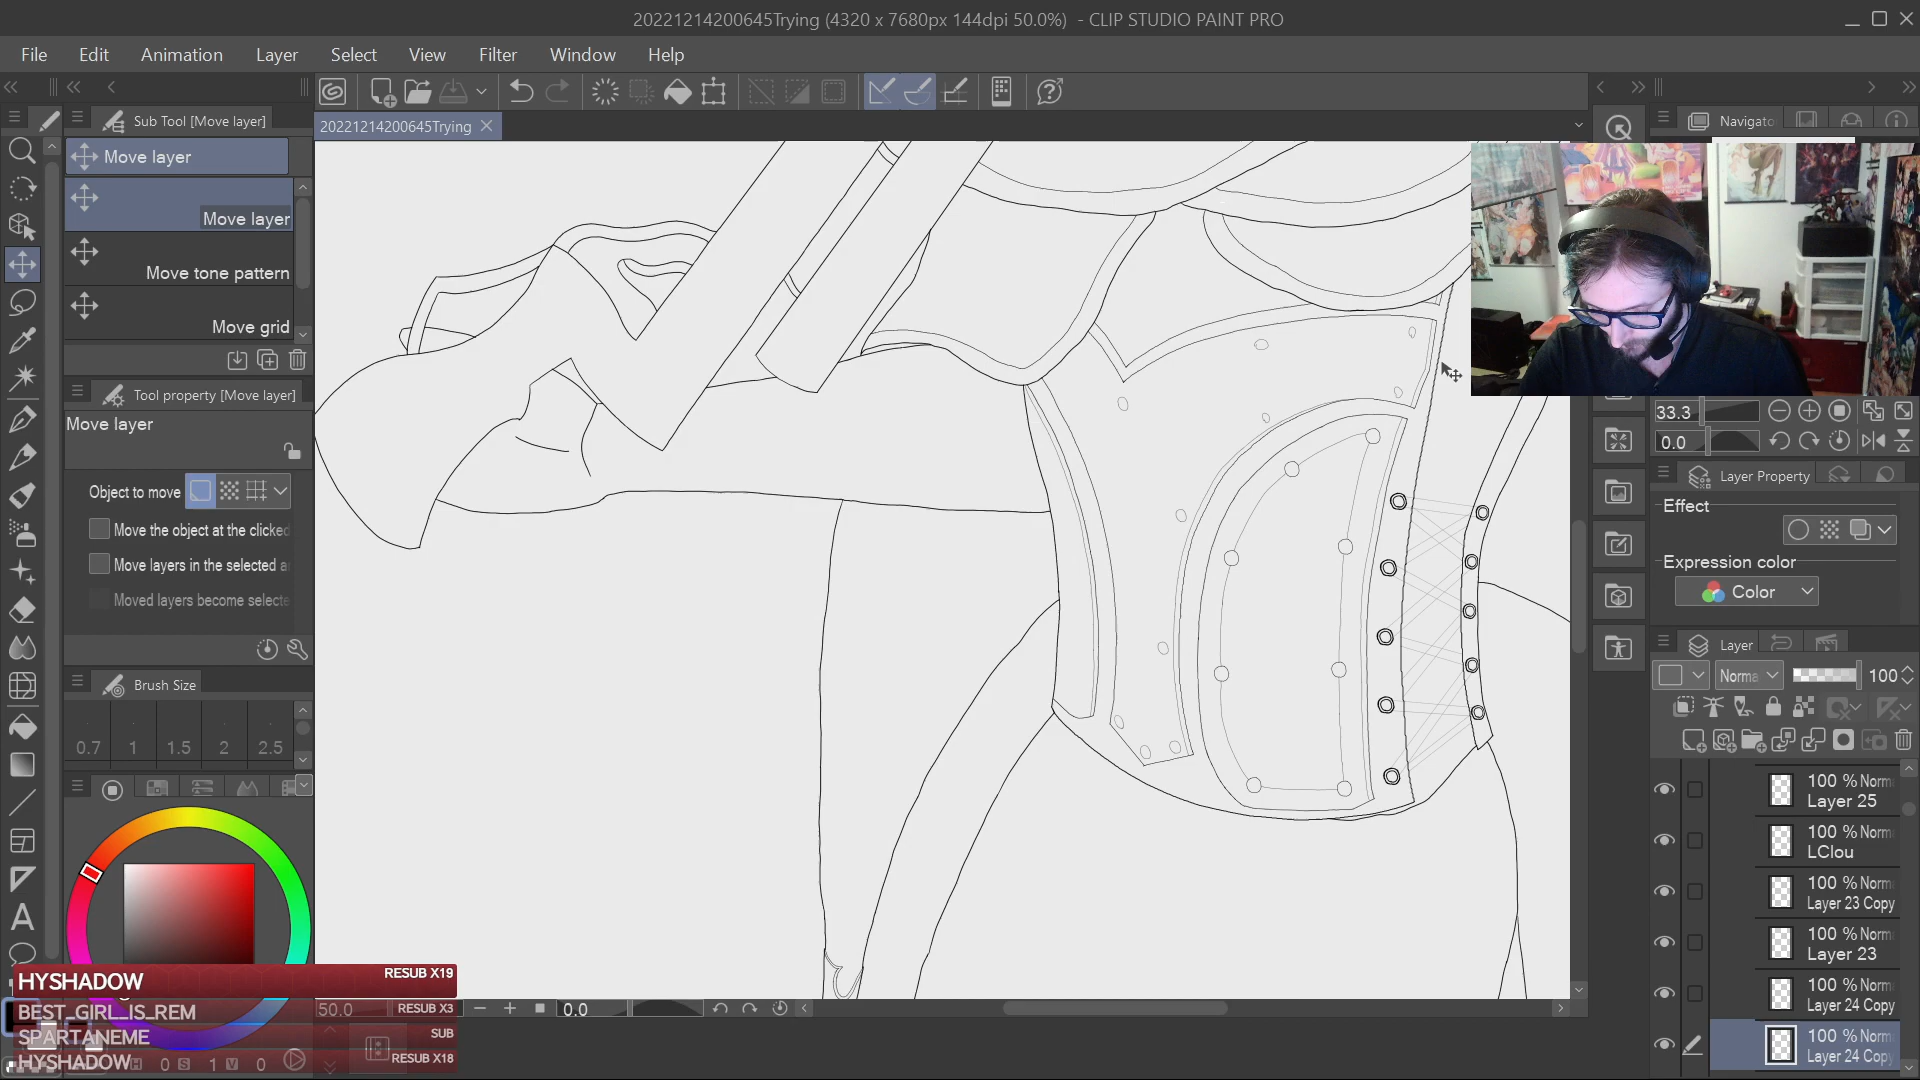 20221214200645Trying (4320 x 7680px 144dpi 50.0%)  - CLIP STUDIO PAINT PRO
File Edit Animation Layer Select View Filter Window Help
Sub Tool [Move layer]
20221214200645Trying
Navigato
Move layer
Move layer
Move tone pattern
Move grid
Tool property [Move layer]
Move layer
Object to move
Move the object at the clicked
Move layers in the selected a
Moved layers become selecte
Brush Size
0.7 1 1.5 2 2.5
33.3
0.0
Layer Property
Effect
Expression color
Color
Layer
Norma 100
100 % Norm
Layer 25
100 % Norm
LClou
100 % Norm
Layer 23 Copy
100 % Norm
Layer 23
100 % Norm
Layer 24 Copy
100 % Norm
Layer 24 Copy
HYSHADOW RESUB X19
BEST_GIRL_IS_REM RESUB X3
SPARTANEME SUB
HYSHADOW RESUB X18
50.0 0.0
H 0 S 1 V 0